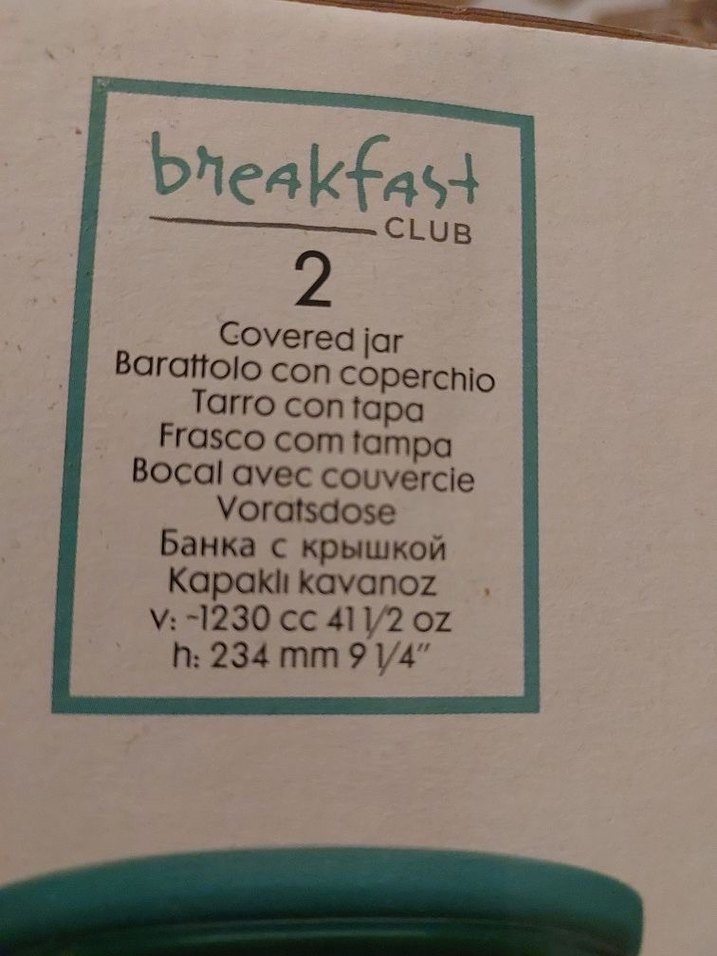 breakfast
CLUB
2
Covered jar
Barattolo con coperchio
Tarro con tapa
Frasco com tampa
Boçal avec couvercie
Voratsdose
Банка с крышкой
Kapaklı kavanoz
v: ~1230 cc 41 1/2 oz
h: 234 mm 9 1/4"